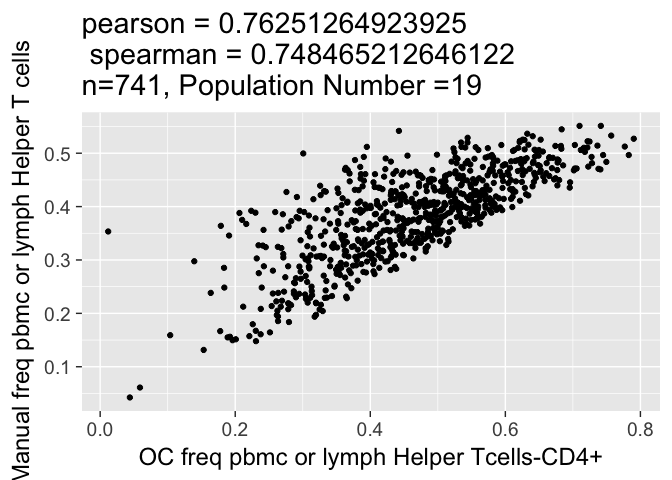 pearson = 0.76251264923925
spearman = 0.748465212646122
n=741, Population Number =19
Manual freq pbmc or lymph Helper T cells
0.5
0.4
0.3
0.2
0.1
0.0 0.2 0.4 0.6 0.8
OC freq pbmc or lymph Helper Tcells-CD4+